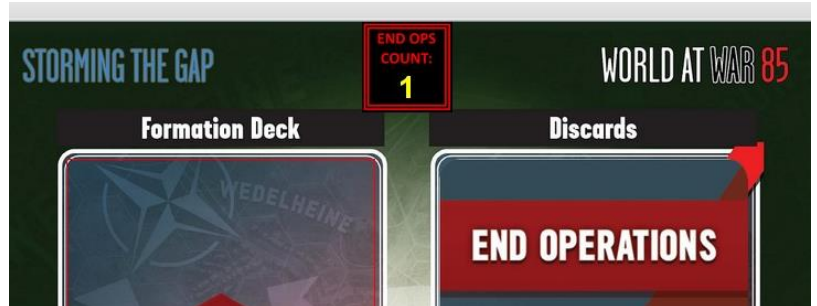 STORMING THE GAP
END OPS
COUNT:
1
WORLD AT WAR 85
Formation Deck
Discards
WEDELHEINE
END OPERATIONS